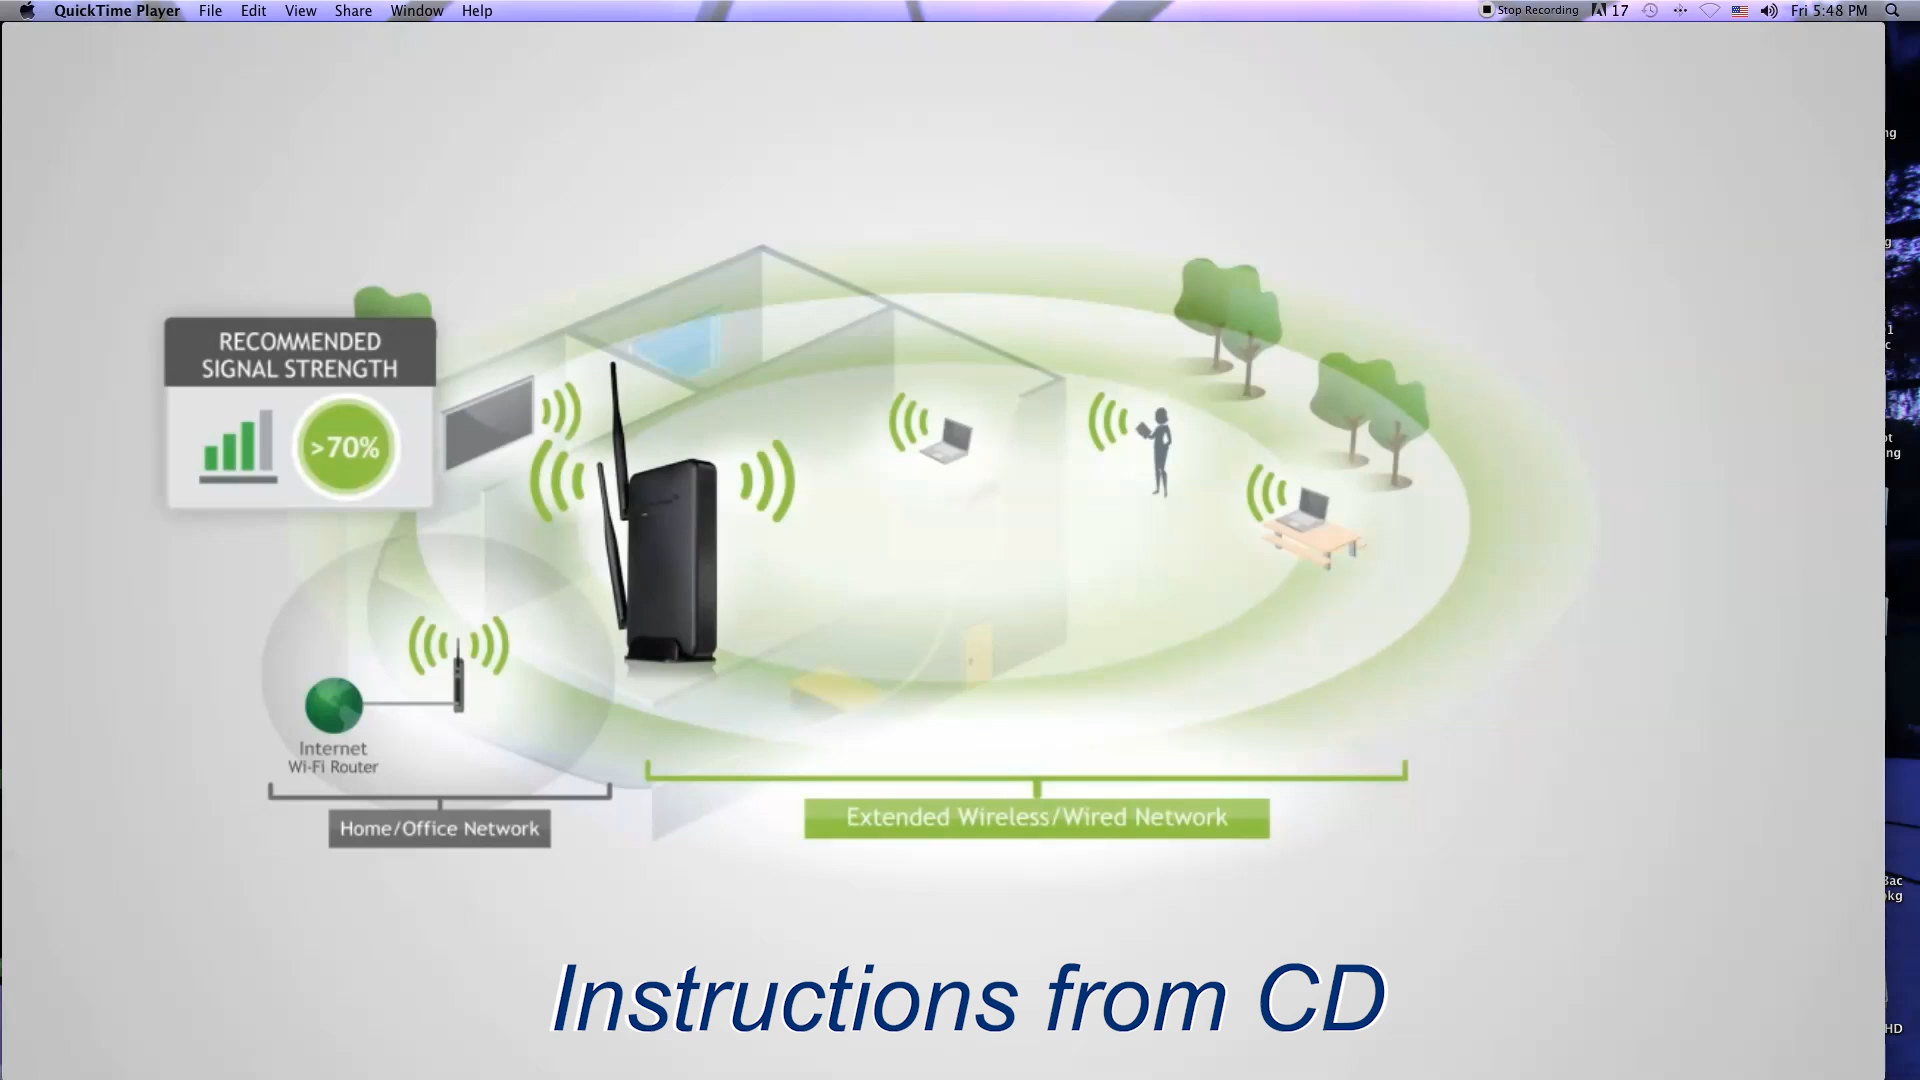 QuickTime Player File Edit View Share Window Help
Stop Recording 17 Fri 5:48 PM
RECOMMENDED
SIGNAL STRENGTH
>70%
Internet
Wi-Fi Router
Home/Office Network
Extended Wireless/Wired Network
Instructions from CD
HD